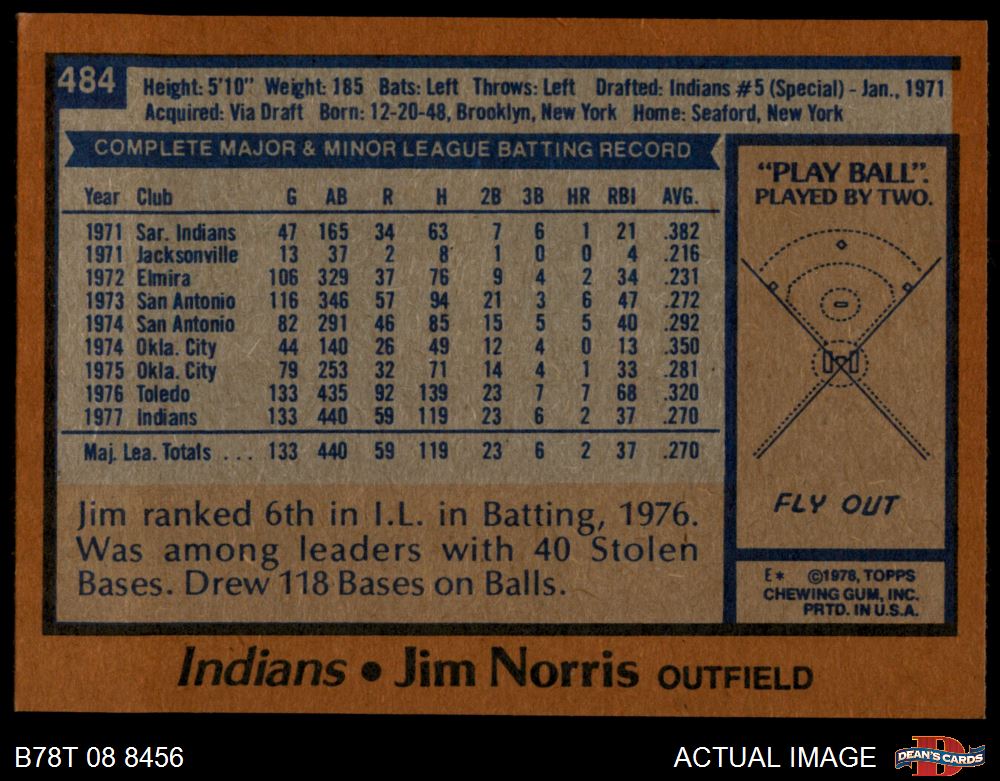 484
Height: 5'10" Weight: 185 Bats: Left Throws: Left Drafted: Indians #5 (Special) - Jan., 1971
Acquired: Via Draft Born: 12-20-48, Brooklyn, New York Home: Seaford, New York
COMPLETE MAJOR & MINOR LEAGUE BATTING RECORD
Year Club G AB R H 2B 3B HR RBI AVG.
1971 Sar. Indians 47 165 34 63 7 6 1 21 .382
1971 Jacksonville 13 37 2 8 1 0 0 4 .216
1972 Elmira 106 329 37 76 9 4 2 34 .231
1973 San Antonio 116 346 57 94 21 3 6 47 .272
1974 San Antonio 82 291 46 85 15 5 5 40 .292
1974 Okla. City 44 140 26 49 12 4 0 13 .350
1975 Okla. City 79 253 32 71 14 4 1 33 .281
1976 Toledo 133 435 92 139 23 7 7 68 .320
1977 Indians 133 440 59 119 23 6 2 37 .270
Maj. Lea. Totals . . . 133 440 59 119 23 6 2 37 .270
Jim ranked 6th in I.L. in Batting, 1976.
Was among leaders with 40 Stolen
Bases. Drew 118 Bases on Balls.
"PLAY BALL".
PLAYED BY TWO.
FLY OUT
E* ©1978, TOPPS
CHEWING GUM, INC.
PRTD. IN U.S.A.
Indians • Jim Norris OUTFIELD
B78T 08 8456
ACTUAL IMAGE
D
DEAN'S CARDS